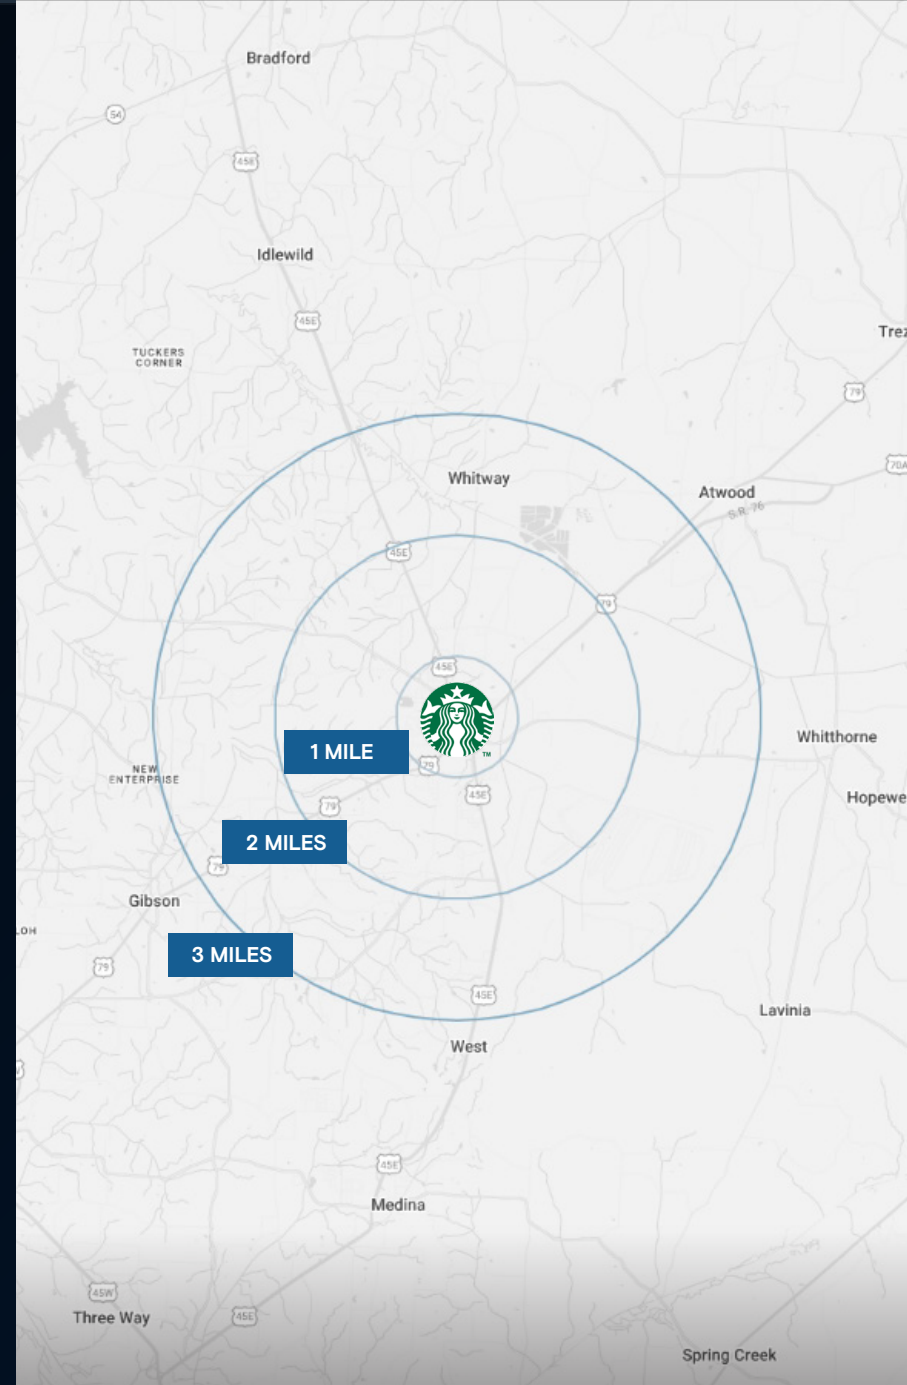 Bradford
54
45E
Idlewild
45E
TUCKERS
CORNER
79
Whitway
Atwood
S.R. 76
45E
79
45E
TM
1 MILE
79
Whitthorne
NEW
ENTERPRISE
45E
Hopewe
79
2 MILES
79
Gibson
LOH
3 MILES
79
45E
Lavinia
West
45E
Medina
45W
Three Way
45E
Spring Creek